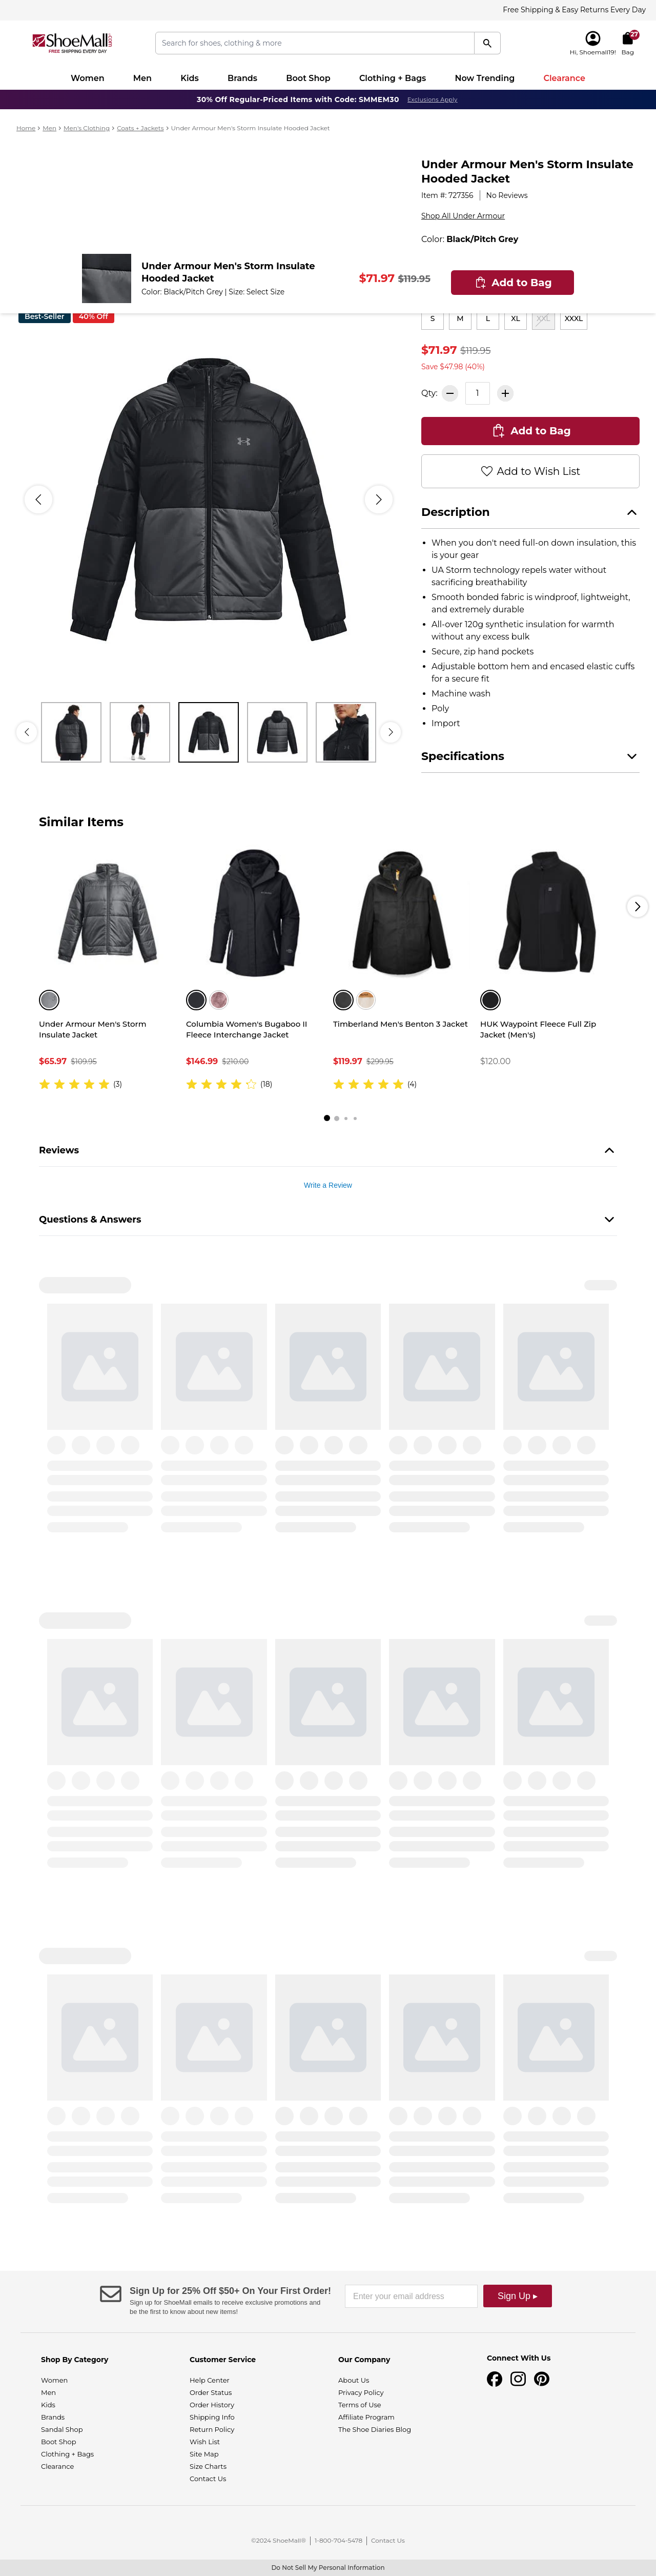 Free Shipping & Easy Returns Every Day
ShoeMall.com
FREE SHIPPING EVERY DAY
Search for shoes, clothing & more
Hi, Shoemall19!
27
Bag
Women
Men
Kids
Brands
Boot Shop
Clothing + Bags
Now Trending
Clearance
30% Off Regular-Priced Items with Code: SMMEM30 Exclusions Apply
Home > Men > Men's Clothing > Coats + Jackets > Under Armour Men's Storm Insulate Hooded Jacket
Under Armour Men's Storm Insulate
Hooded Jacket
Item #: 727356 | No Reviews
Shop All Under Armour
Color: Black/Pitch Grey
Under Armour Men's Storm Insulate
Hooded Jacket
Color: Black/Pitch Grey | Size: Select Size
$71.97 $119.95
Add to Bag
Best-Seller
40% Off
S
M
L
XL
XXL
XXXL
$71.97 $119.95
Save $47.98 (40%)
Qty:
1
Add to Bag
Add to Wish List
Description
When you don't need full-on down insulation, this
is your gear
UA Storm technology repels water without
sacrificing breathability
Smooth bonded fabric is windproof, lightweight,
and extremely durable
All-over 120g synthetic insulation for warmth
without any excess bulk
Secure, zip hand pockets
Adjustable bottom hem and encased elastic cuffs
for a secure fit
Machine wash
Poly
Import
Specifications
Similar Items
Under Armour Men's Storm
Insulate Jacket
$65.97 $109.95
(3)
Columbia Women's Bugaboo II
Fleece Interchange Jacket
$146.99 $210.00
(18)
Timberland Men's Benton 3 Jacket
$119.97 $299.95
(4)
HUK Waypoint Fleece Full Zip
Jacket (Men's)
$120.00
Reviews
Write a Review
Questions & Answers
Sign Up for 25% Off $50+ On Your First Order!
Sign up for ShoeMall emails to receive exclusive promotions and
be the first to know about new items!
Enter your email address
Sign Up ▸
Shop By Category
Women
Men
Kids
Brands
Sandal Shop
Boot Shop
Clothing + Bags
Clearance
Customer Service
Help Center
Order Status
Order History
Shipping Info
Return Policy
Wish List
Site Map
Size Charts
Contact Us
Our Company
About Us
Privacy Policy
Terms of Use
Affiliate Program
The Shoe Diaries Blog
Connect With Us
©2024 ShoeMall® | 1-800-704-5478 | Contact Us
Do Not Sell My Personal Information